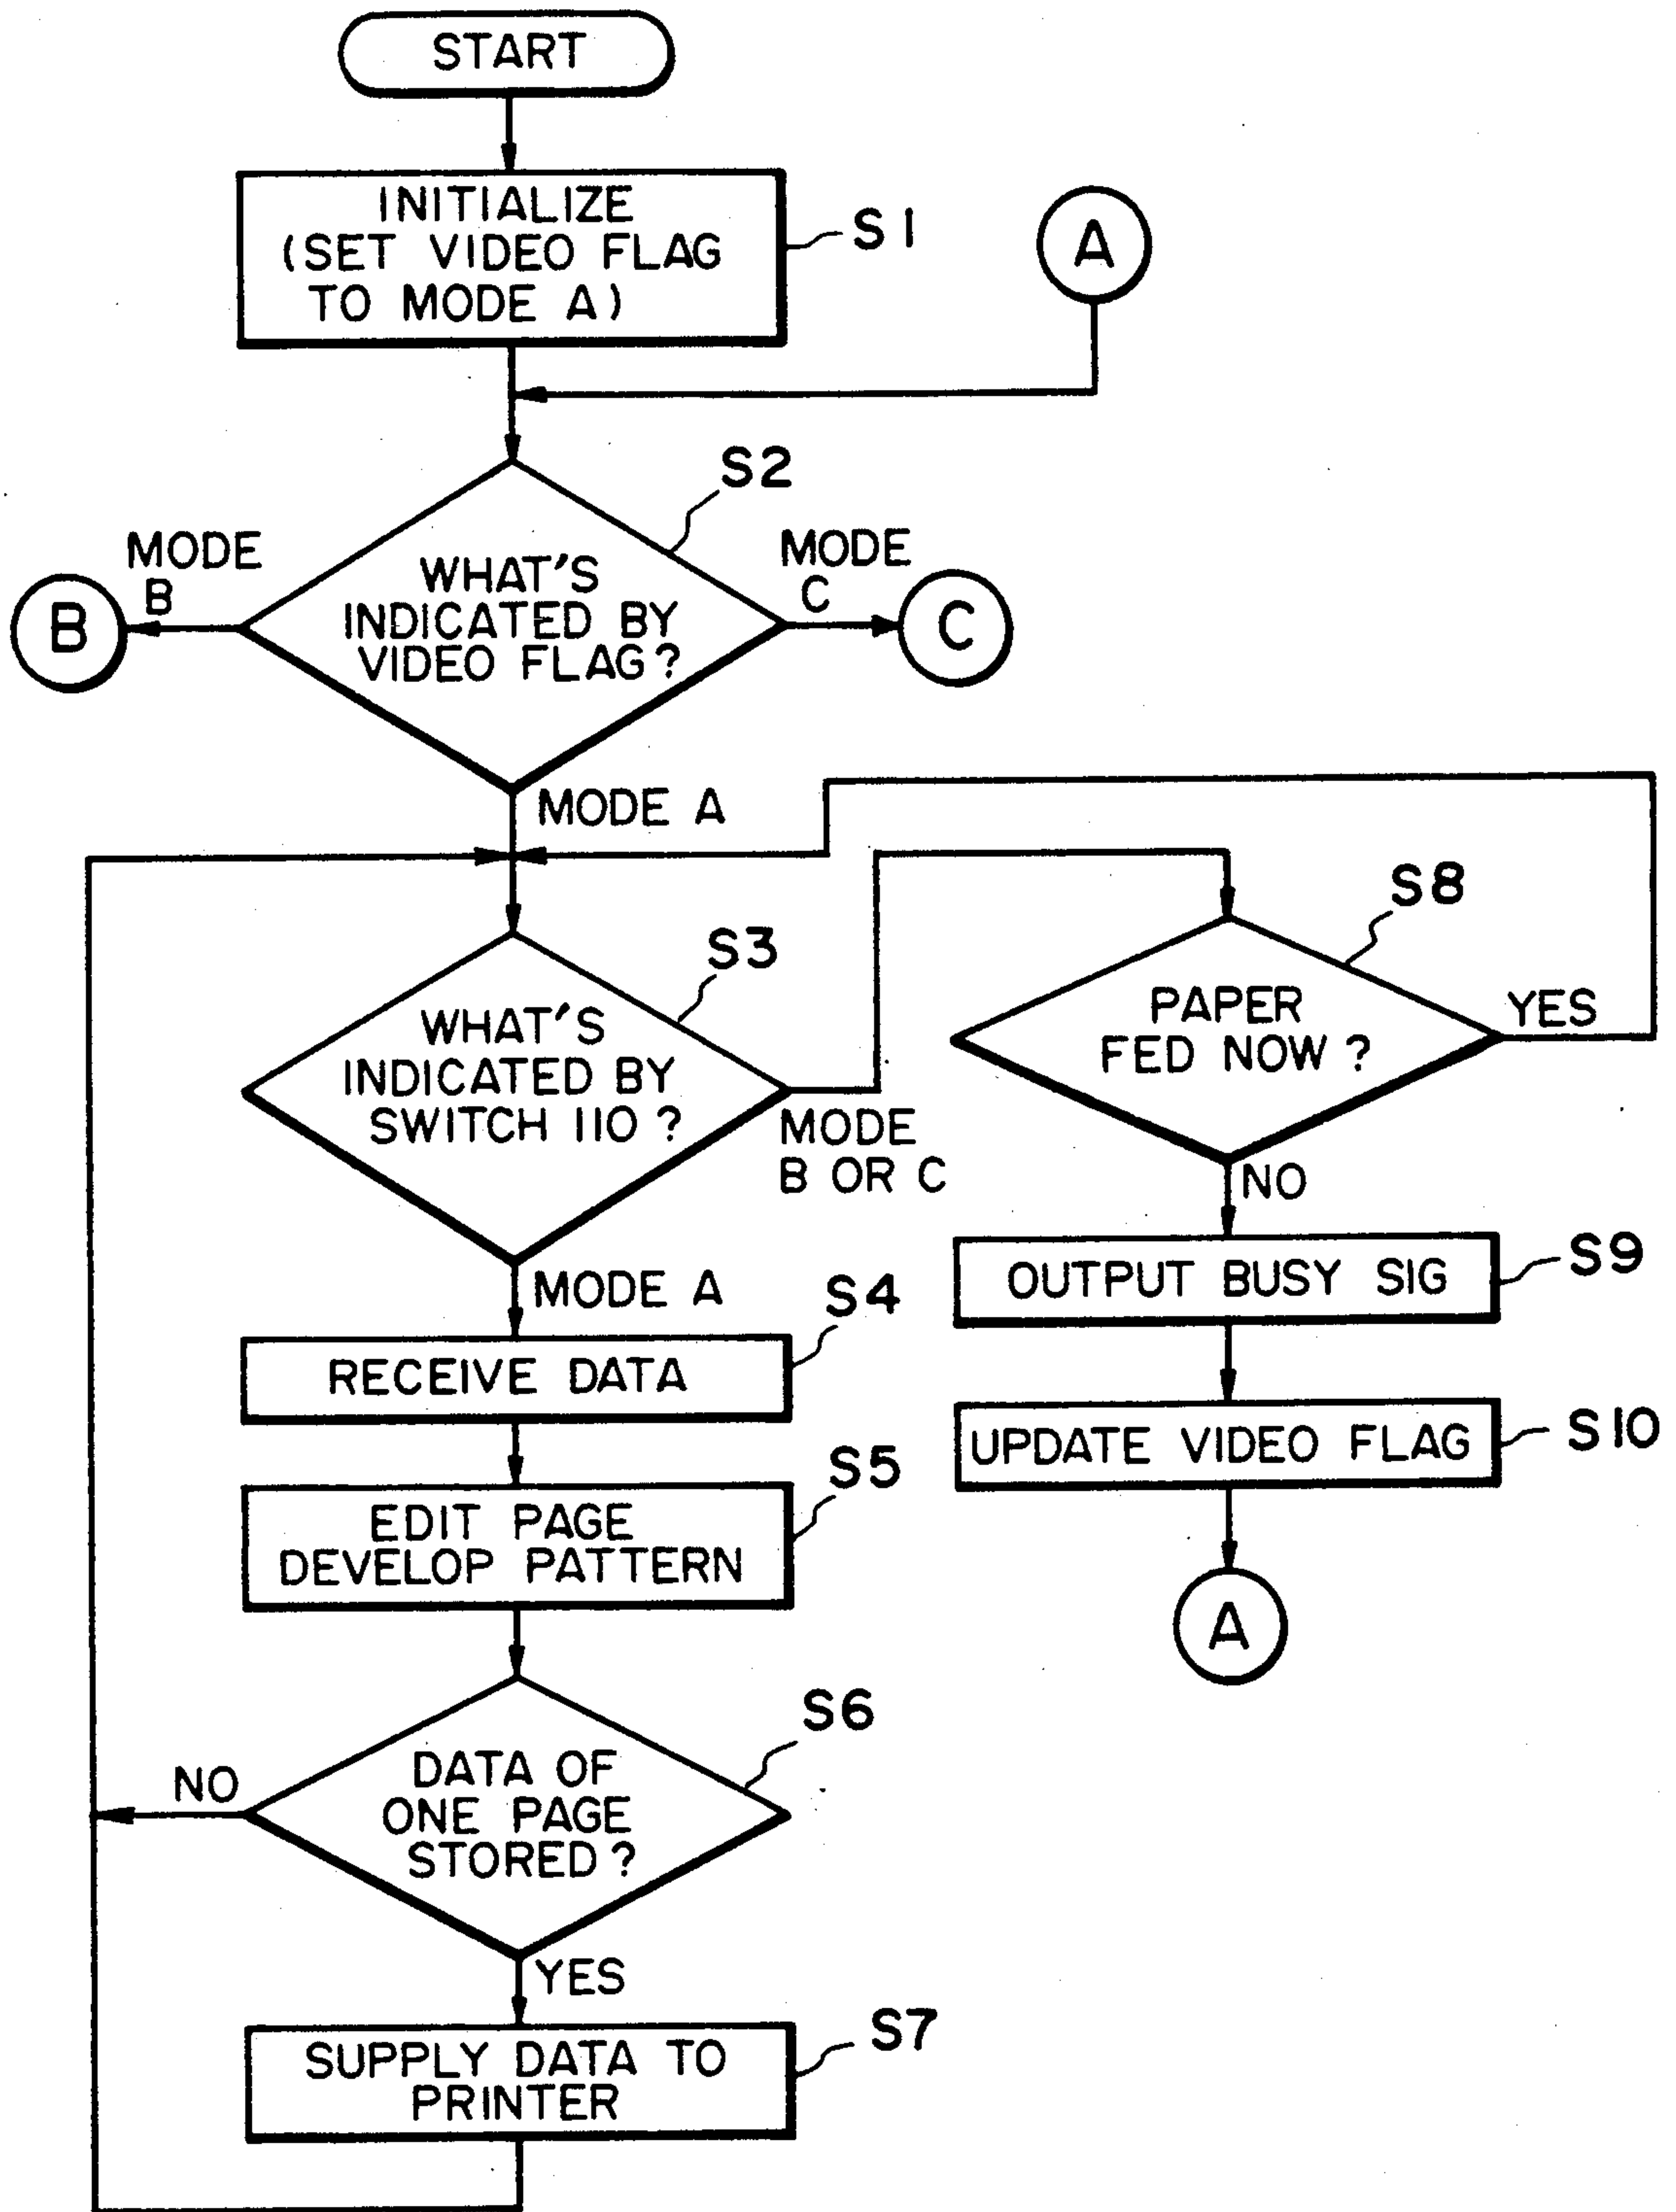 START
INITIALIZE
(SET VIDEO FLAG
TO MODE A)
S1
A
S2
MODE
B
B
WHAT'S
INDICATED BY
VIDEO FLAG?
MODE
C
C
MODE A
S3
WHAT'S
INDICATED BY
SWITCH 110?
MODE
B OR C
S8
PAPER
FED NOW?
YES
NO
MODE A
S4
RECEIVE DATA
S9
OUTPUT BUSY SIG
S5
EDIT PAGE
DEVELOP PATTERN
S10
UPDATE VIDEO FLAG
A
S6
DATA OF
ONE PAGE
STORED?
NO
YES
S7
SUPPLY DATA TO
PRINTER